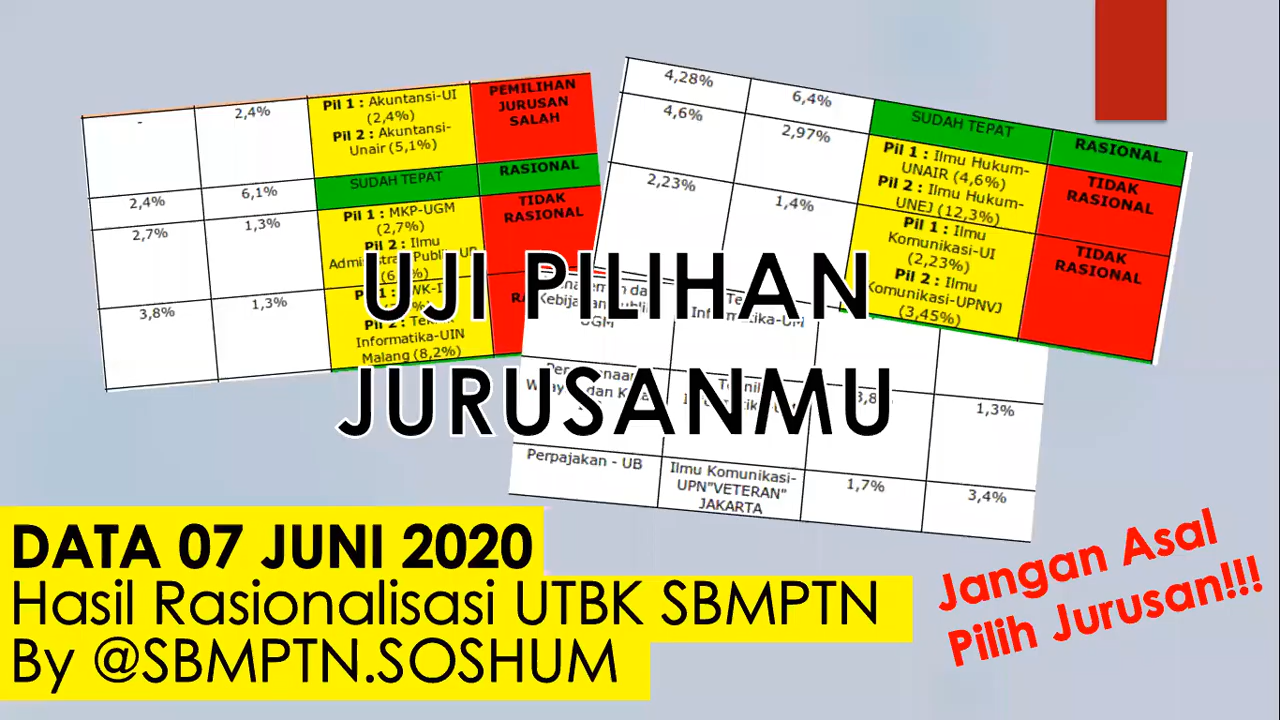 -
2,4%
Pil 1 : Akuntansi-UI
(2,4%)
Pil 2 : Akuntansi-
Unair (5,1%)
PEMILIHAN
JURUSAN
SALAH
2,4%
6,1%
SUDAH TEPAT
RASIONAL
2,7%
1,3%
Pil 1 : MKP-UGM
(2,7%)
Pil 2 : Ilmu
TIDAK
RASIONAL
3,8%
1,3%
Pil 2 :
Informatika-UIN
Malang (8,2%)
4,28%
6,4%
SUDAH TEPAT
RASIONAL
4,6%
2,97%
Pil 1 : Ilmu Hukum-
UNAIR (4,6%)
Pil 2 : Ilmu Hukum-
UNEJ (12,3%)
TIDAK
RASIONAL
2,23%
1,4%
Pil 1 : Ilmu
Komunikasi-UI
(2,23%)
Pil 2 : Ilmu
Komunikasi-UPNVJ
(3,45%)
TIDAK
RASIONAL
UJI PILIHAN
JURUSANMU
UGM
Informatika-UM
1,3%
Perpajakan - UB
Ilmu Komunikasi-
UPN"VETERAN"
JAKARTA
1,7%
3,4%
DATA 07 JUNI 2020
Hasil Rasionalisasi UTBK SBMPTN
By @SBMPTN.SOSHUM
Jangan Asal
Pilih Jurusan!!!